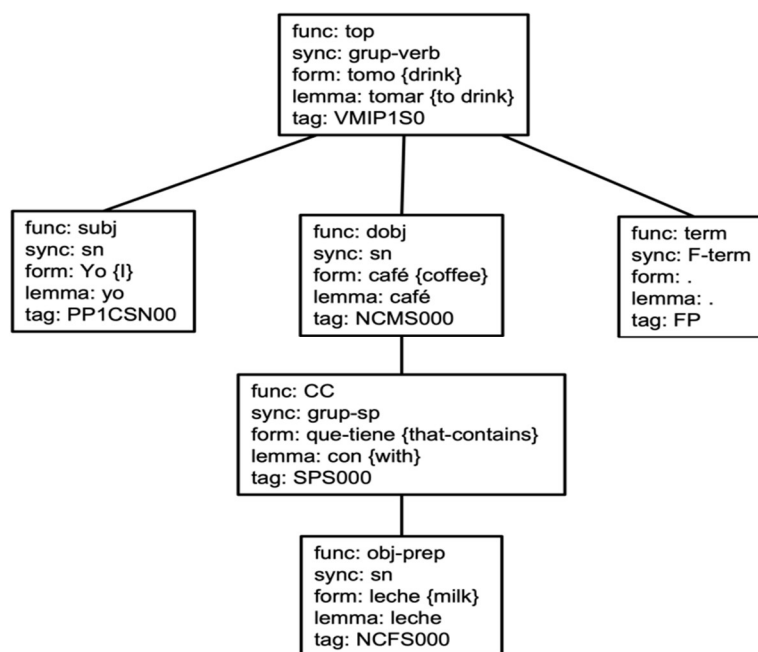 func: top
sync: grup-verb
form: tomo {drink}
lemma: tomar {to drink}
tag: VMIP1S0
func: subj
sync: sn
form: Yo {I}
lemma: yo
tag: PP1CSN00
func: dobj
sync: sn
form: café {coffee}
lemma: café
tag: NCMS000
func: term
sync: F-term
form: .
lemma: .
tag: FP
func: CC
sync: grup-sp
form: que-tiene {that-contains}
lemma: con {with}
tag: SPS000
func: obj-prep
sync: sn
form: leche {milk}
lemma: leche
tag: NCFS000